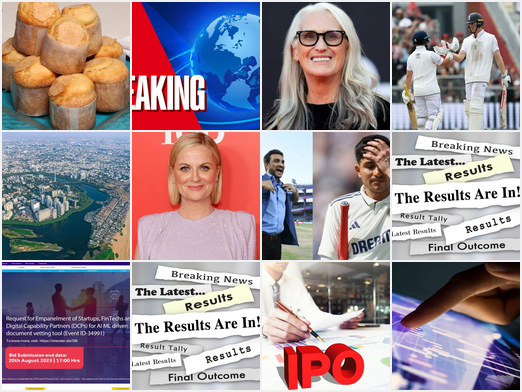 EAKING
Breaking News
The Latest...
Results
The Results Are In!
Result Tally
Latest Results
Results
Final Outcome
DREAM
Request for Empanelment of Startups, FinTechs an
Digital Capability Partners (DCPs) for AI ML driven
document vetting tool (Event ID-34991)
Bid Submission end date:
20th August 2023 | 17:00 Hrs
Breaking News
The Latest...
Results
The Results Are In!
Result Tally
Latest Results
Results
Final Outcome
IPO